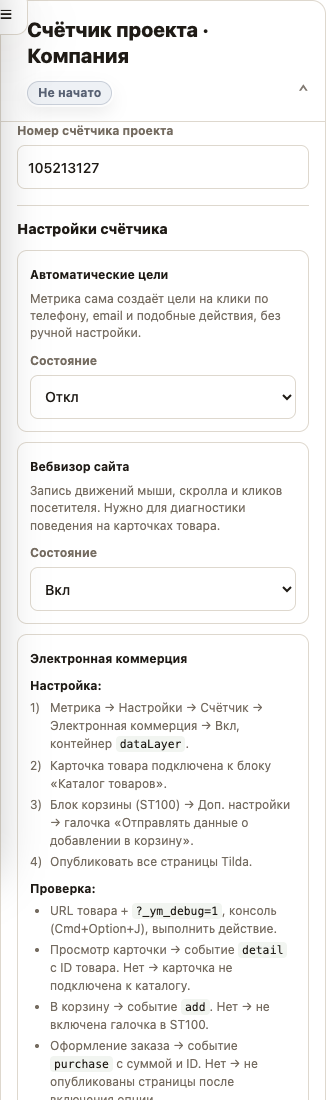 Счётчик проекта ·
Компания
Не начато
Номер счётчика проекта
105213127
Настройки счётчика
Автоматические цели
Метрика сама создаёт цели на клики по
телефону, email и подобные действия, без
ручной настройки.
Состояние
Откл
Вебвизор сайта
Запись движений мыши, скролла и кликов
посетителя. Нужно для диагностики
поведения на карточках товара.
Состояние
Вкл
Электронная коммерция
Настройка:
1) Метрика → Настройки → Счётчик →
Электронная коммерция → Вкл,
контейнер dataLayer.
2) Карточка товара подключена к блоку
«Каталог товаров».
3) Блок корзины (ST100) → Доп. настройки
→ галочка «Отправлять данные о
добавлении в корзину».
4) Опубликовать все страницы Tilda.
Проверка:
• URL товара + ?_ym_debug=1, консоль
(Cmd+Option+J), выполнить действие.
• Просмотр карточки → событие detail
с ID товара. Нет → карточка не
подключена к каталогу.
• В корзину → событие add. Нет → не
включена галочка в ST100.
• Оформление заказа → событие
purchase с суммой и ID. Нет → не
опубликованы страницы после
включения опции.